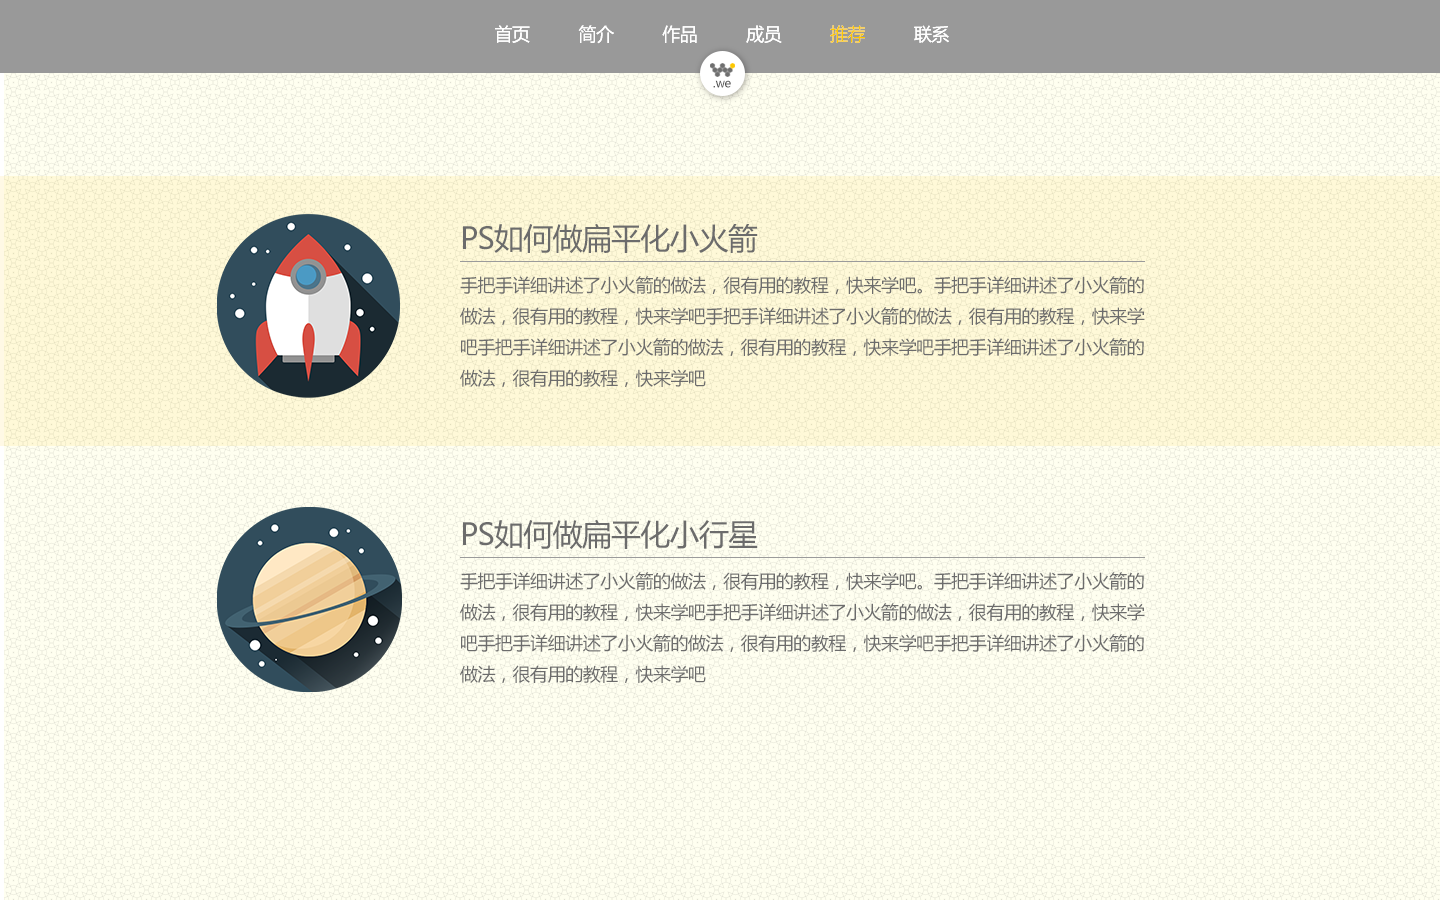 首页 简介 作品 成员 推荐 联系
.we
PS如何做扁平化小火箭
手把手详细讲述了小火箭的做法，很有用的教程，快来学吧。手把手详细讲述了小火箭的
做法，很有用的教程，快来学吧手把手详细讲述了小火箭的做法，很有用的教程，快来学
吧手把手详细讲述了小火箭的做法，很有用的教程，快来学吧手把手详细讲述了小火箭的
做法，很有用的教程，快来学吧
PS如何做扁平化小行星
手把手详细讲述了小火箭的做法，很有用的教程，快来学吧。手把手详细讲述了小火箭的
做法，很有用的教程，快来学吧手把手详细讲述了小火箭的做法，很有用的教程，快来学
吧手把手详细讲述了小火箭的做法，很有用的教程，快来学吧手把手详细讲述了小火箭的
做法，很有用的教程，快来学吧